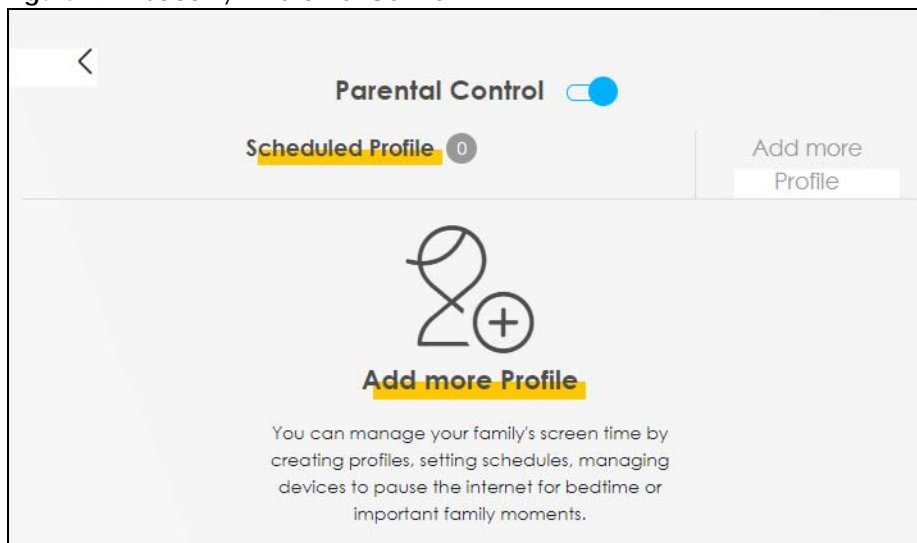 Parental Control
Scheduled Profile 0
Add more
Profile
Add more Profile
You can manage your family's screen time by
creating profiles, setting schedules, managing
devices to pause the internet for bedtime or
important family moments.